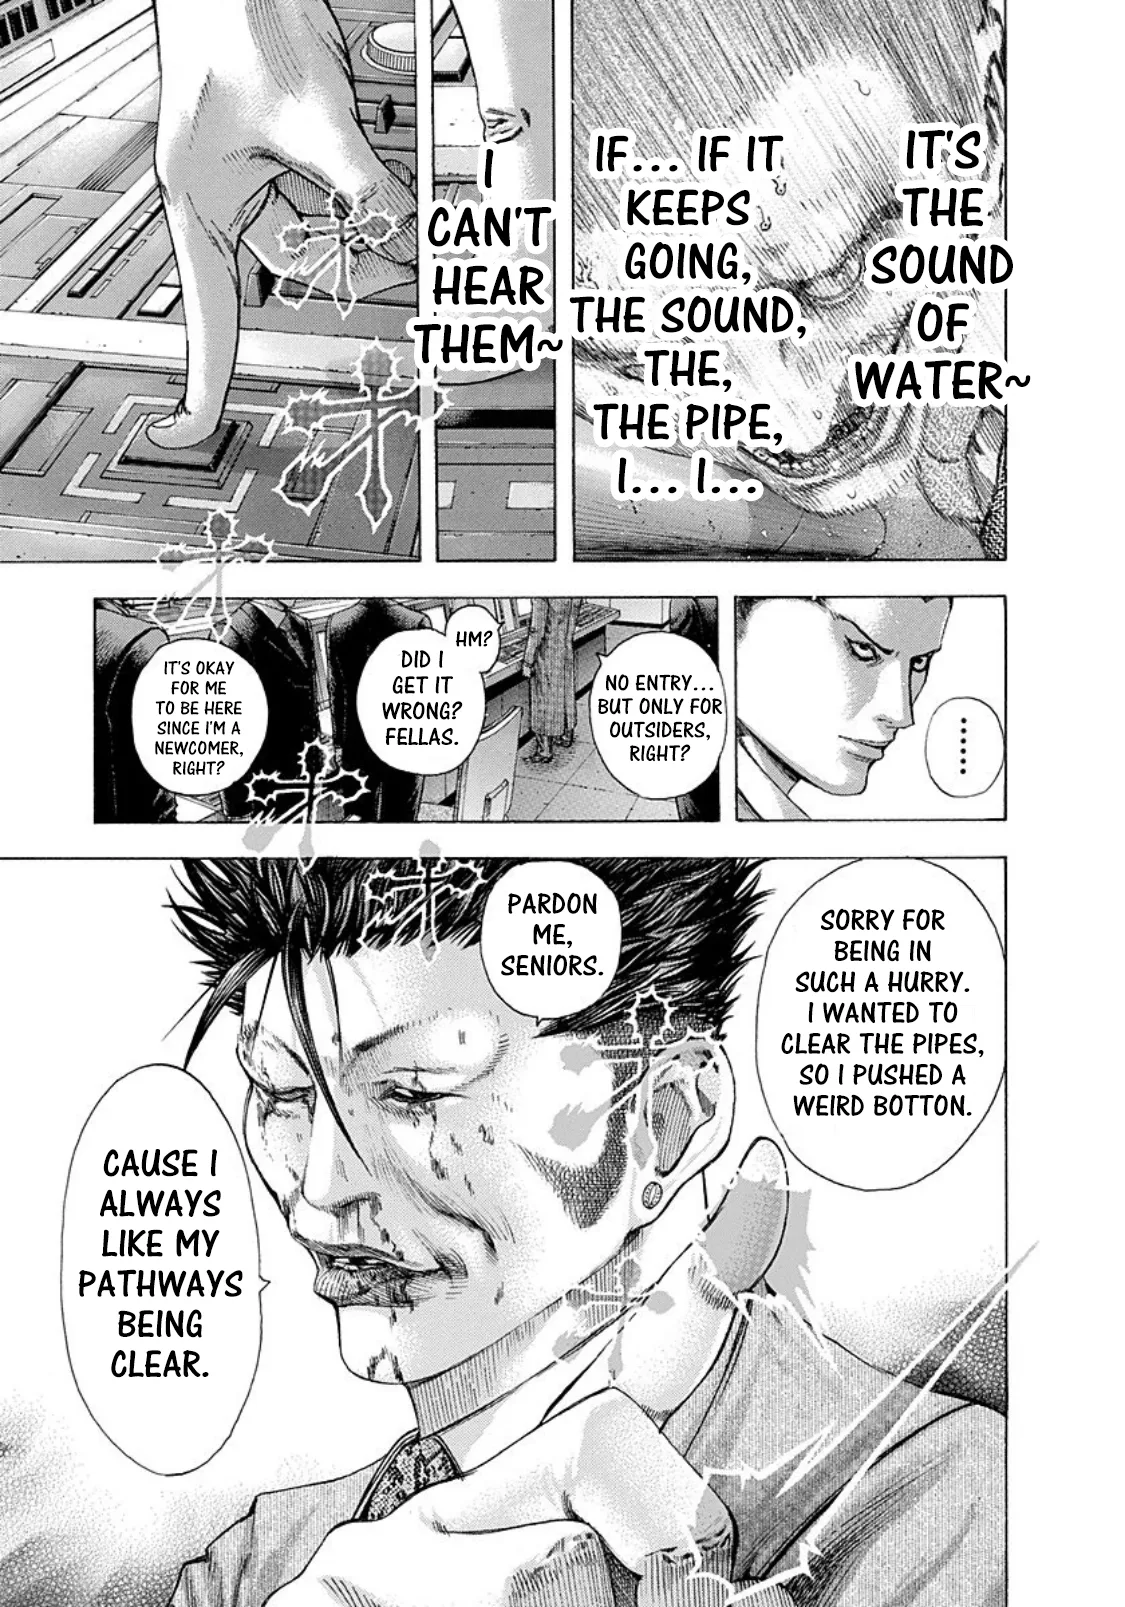 IT'S
THE
SOUND
OF
WATER~
IF... IF IT
KEEPS
GOING,
THE SOUND,
THE,
THE PIPE,
I... I...
I
CAN'T
HEAR
THEM~
......
NO ENTRY...
BUT ONLY FOR
OUTSIDERS,
RIGHT?
HM?
DID I
GET IT
WRONG?
FELLAS.
IT'S OKAY
FOR ME
TO BE HERE
SINCE I'M A
NEWCOMER,
RIGHT?
SORRY FOR
BEING IN
SUCH A HURRY.
I WANTED TO
CLEAR THE PIPES,
SO I PUSHED A
WEIRD BOTTON.
PARDON
ME,
SENIORS.
CAUSE I
ALWAYS
LIKE MY
PATHWAYS
BEING
CLEAR.